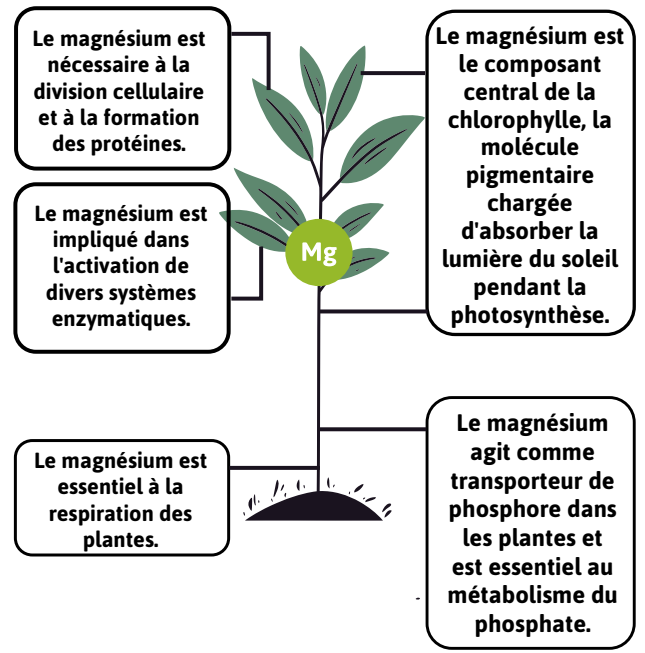 Le magnésium est
nécessaire à la
division cellulaire
et à la formation
des protéines.
Le magnésium est
le composant
central de la
chlorophylle, la
molécule
pigmentaire
chargée
d'absorber la
lumière du soleil
pendant la
photosynthèse.
Le magnésium est
impliqué dans
l'activation de
divers systèmes
enzymatiques.
Mg
Le magnésium est
essentiel à la
respiration des
plantes.
Le magnésium
agit comme
transporteur de
phosphore dans
les plantes et
est essentiel au
métabolisme du
phosphate.